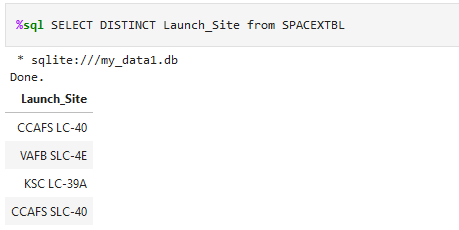 %sql SELECT DISTINCT Launch_Site from SPACEXTBL
* sqlite:///my_data1.db
Done.
Launch_Site
CCAFS LC-40
VAFB SLC-4E
KSC LC-39A
CCAFS SLC-40